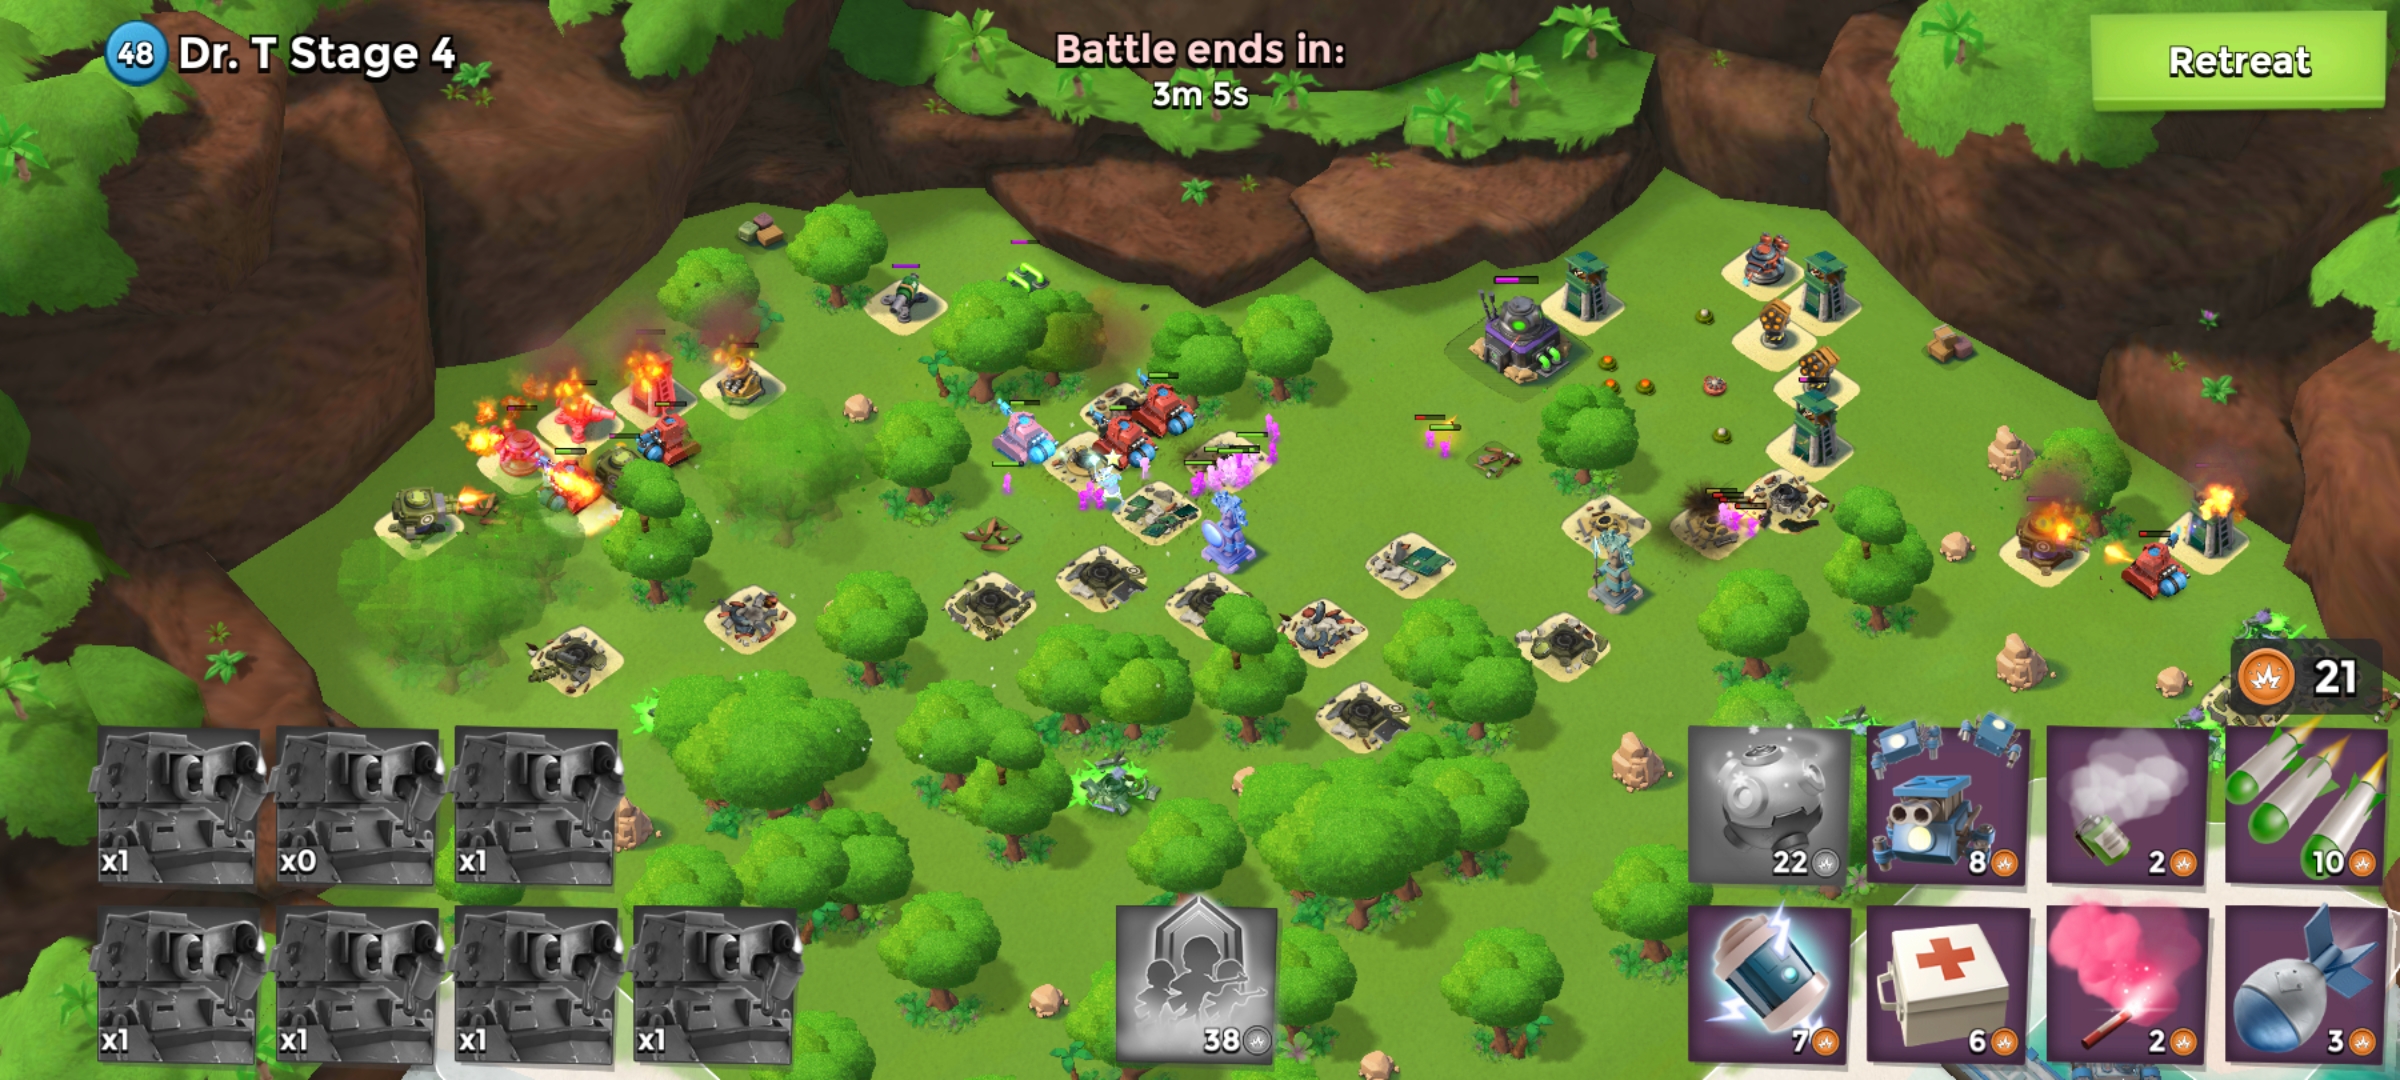 48 Dr. T Stage 4
Battle ends in:
3m 5s
Retreat
21
x1 x0 x1
22 8 2 10
x1 x1 x1 x1
38
7 6 2 3